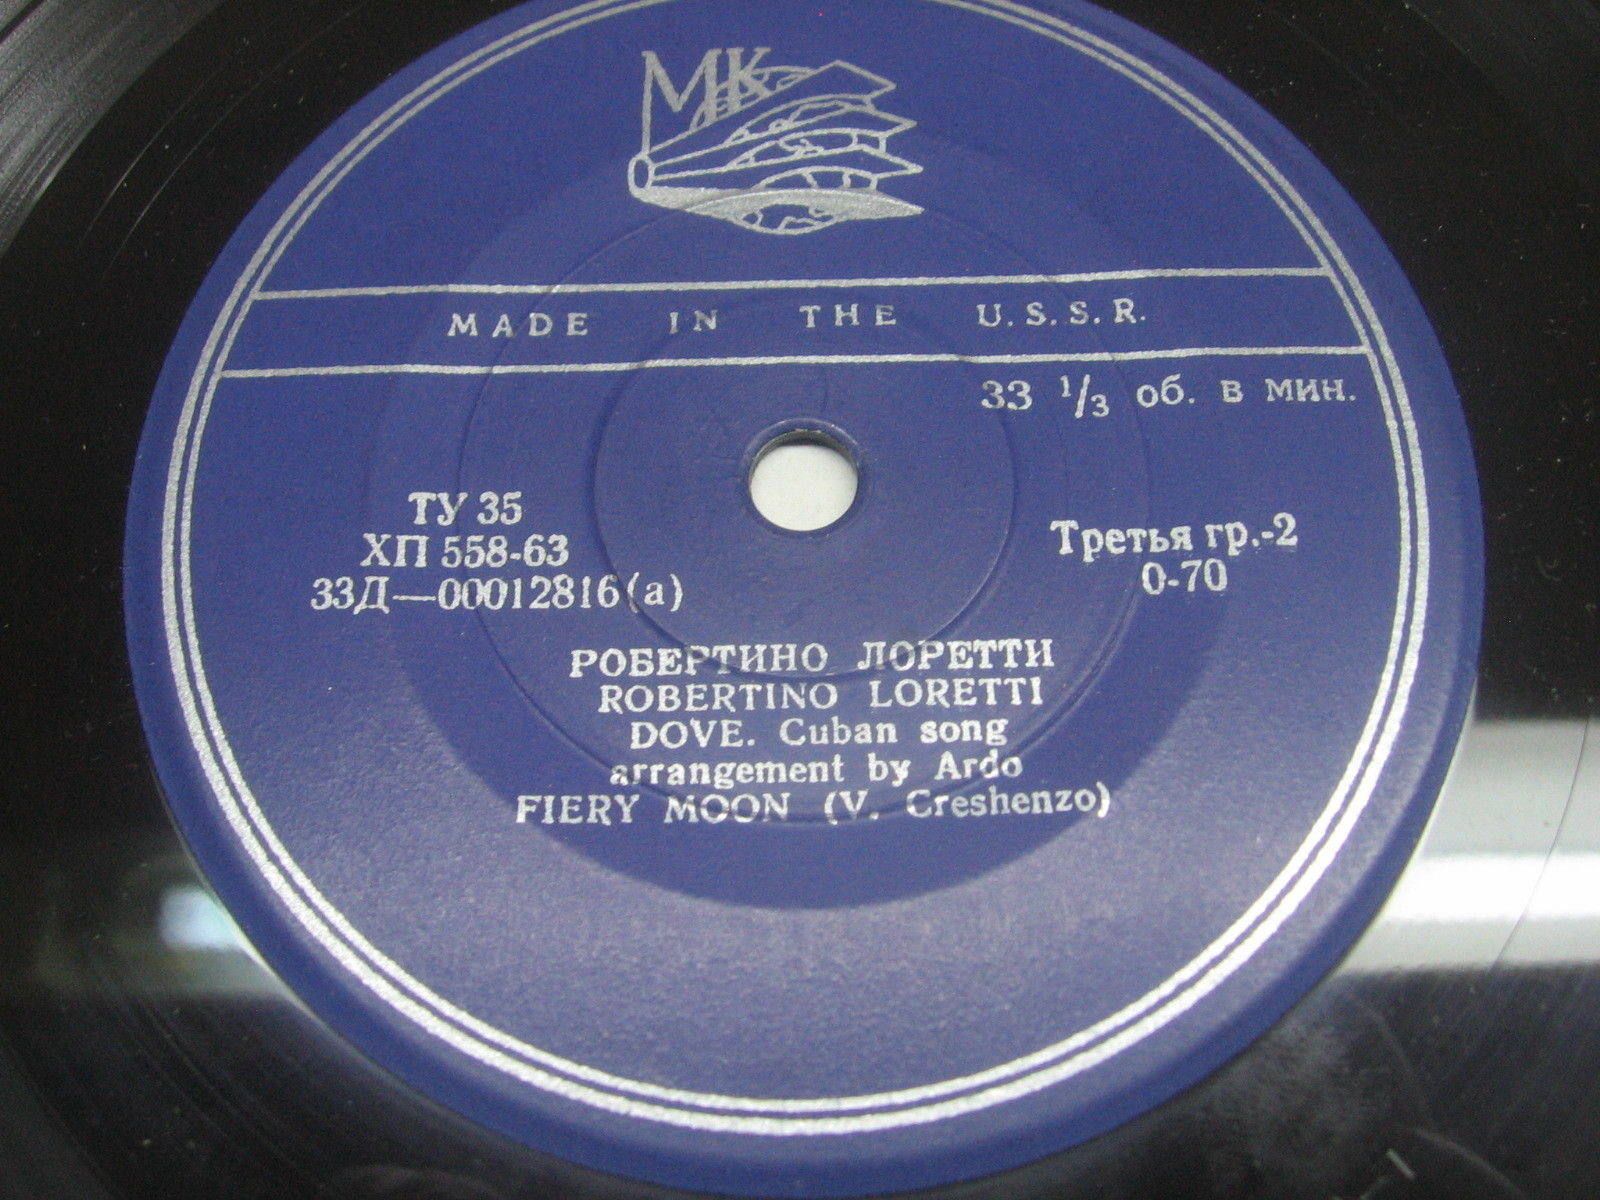 МК
MADE IN THE U.S.S.R.
33 1/3 об. в мин.
ТУ 35
ХП 558-63
33Д—00012816(а)
Третья гр.-2
0-70
РОБЕРТИНО ЛОРЕТТИ
ROBERTINO LORETTI
DOVE. Cuban song
arrangement by Ardo
FIERY MOON (V. Creshenzo)